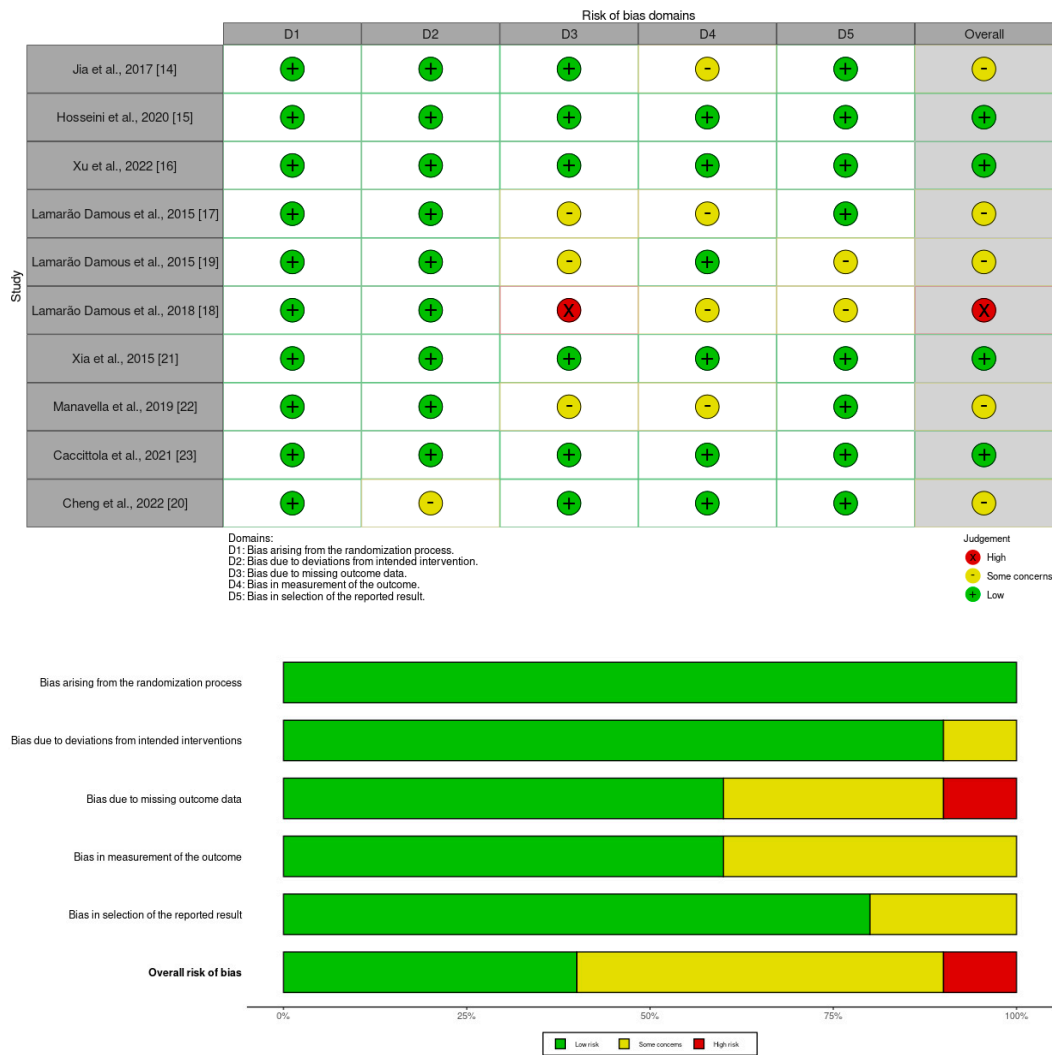 Risk of bias domains
D1 D2 D3 D4 D5 Overall
Study
Jia et al., 2017 [14] + + + - + -
Hosseini et al., 2020 [15] + + + + + +
Xu et al., 2022 [16] + + + + + +
Lamarão Damous et al., 2015 [17] + + - - + -
Lamarão Damous et al., 2015 [19] + + - + - -
Lamarão Damous et al., 2018 [18] + + X - - X
Xia et al., 2015 [21] + + + + + +
Manavella et al., 2019 [22] + + - - + -
Caccittola et al., 2021 [23] + + + + + +
Cheng et al., 2022 [20] + - + + + -
Domains:
D1: Bias arising from the randomization process.
D2: Bias due to deviations from intended intervention.
D3: Bias due to missing outcome data.
D4: Bias in measurement of the outcome.
D5: Bias in selection of the reported result.
Judgement
X High
- Some concerns
+ Low
Bias arising from the randomization process
Bias due to deviations from intended interventions
Bias due to missing outcome data
Bias in measurement of the outcome
Bias in selection of the reported result
Overall risk of bias
0% 25% 50% 75% 100%
Low risk Some concerns High risk